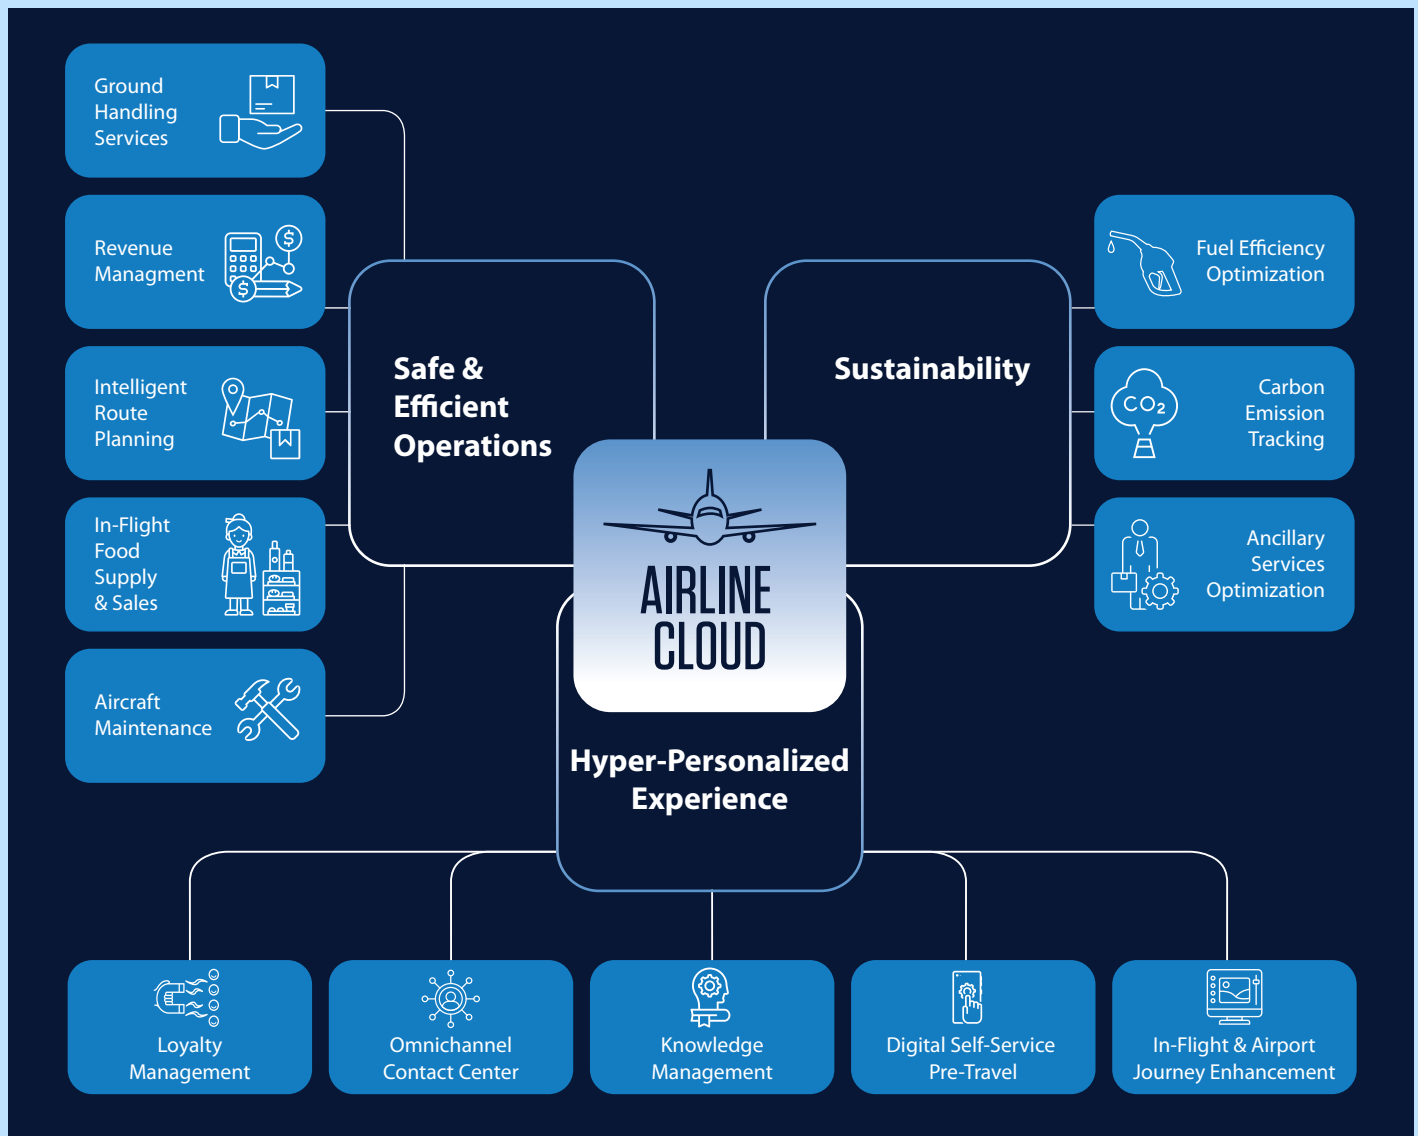 Ground
Handling
Services
Revenue
Managment
Intelligent
Route
Planning
In-Flight
Food
Supply
& Sales
Aircraft
Maintenance
Safe &
Efficient
Operations
Sustainability
Fuel Efficiency
Optimization
CO2
Carbon
Emission
Tracking
Ancillary
Services
Optimization
AIRLINE
CLOUD
Hyper-Personalized
Experience
Loyalty
Management
Omnichannel
Contact Center
Knowledge
Management
Digital Self-Service
Pre-Travel
In-Flight & Airport
Journey Enhancement